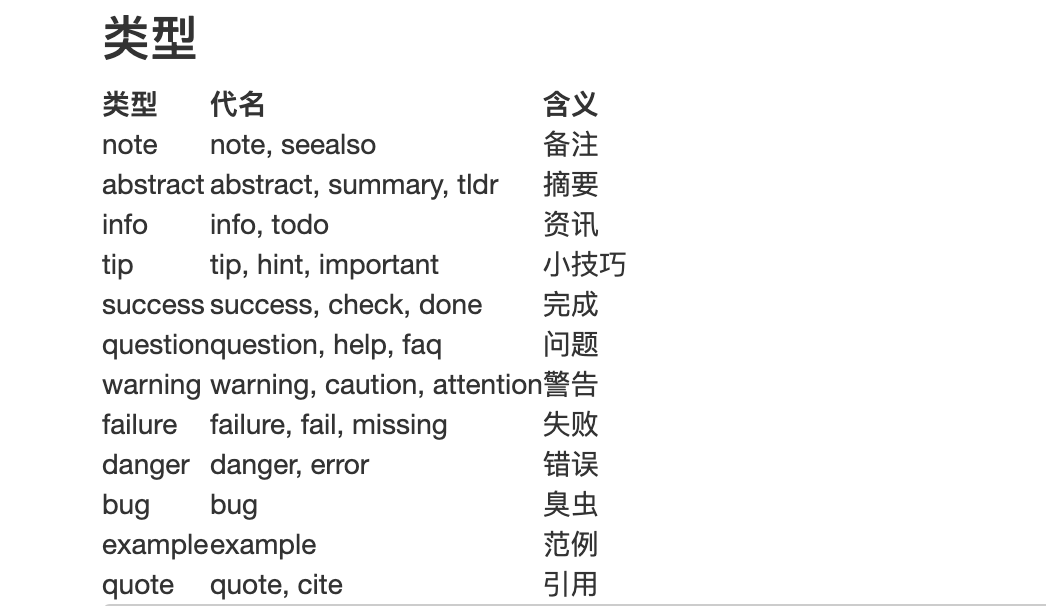 类型
类型 代名 含义
note note, seealso 备注
abstract abstract, summary, tldr 摘要
info info, todo 资讯
tip tip, hint, important 小技巧
success success, check, done 完成
question question, help, faq 问题
warning warning, caution, attention 警告
failure failure, fail, missing 失败
danger danger, error 错误
bug bug 臭虫
example example 范例
quote quote, cite 引用